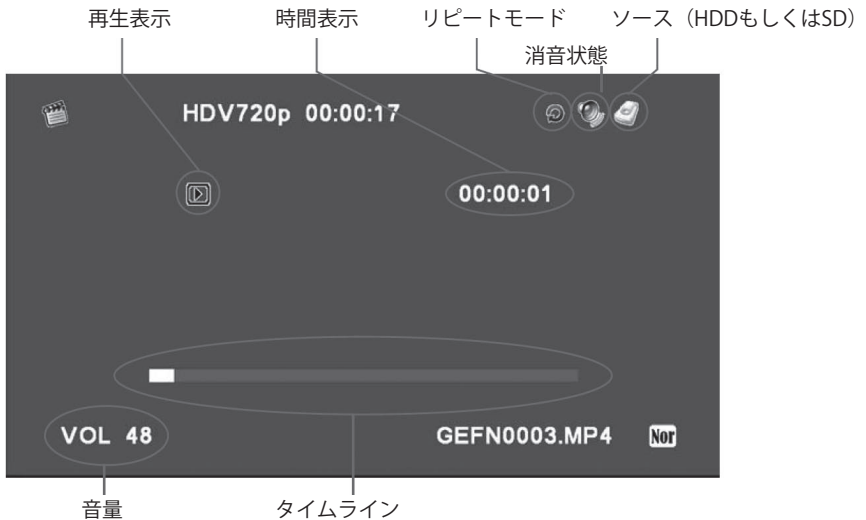 再生表示 時間表示 リピートモード ソース（HDDもしくはSD）
消音状態
HDV720p 00:00:17
00:00:01
VOL 48 GEFN0003.MP4 Nor
音量 タイムライン